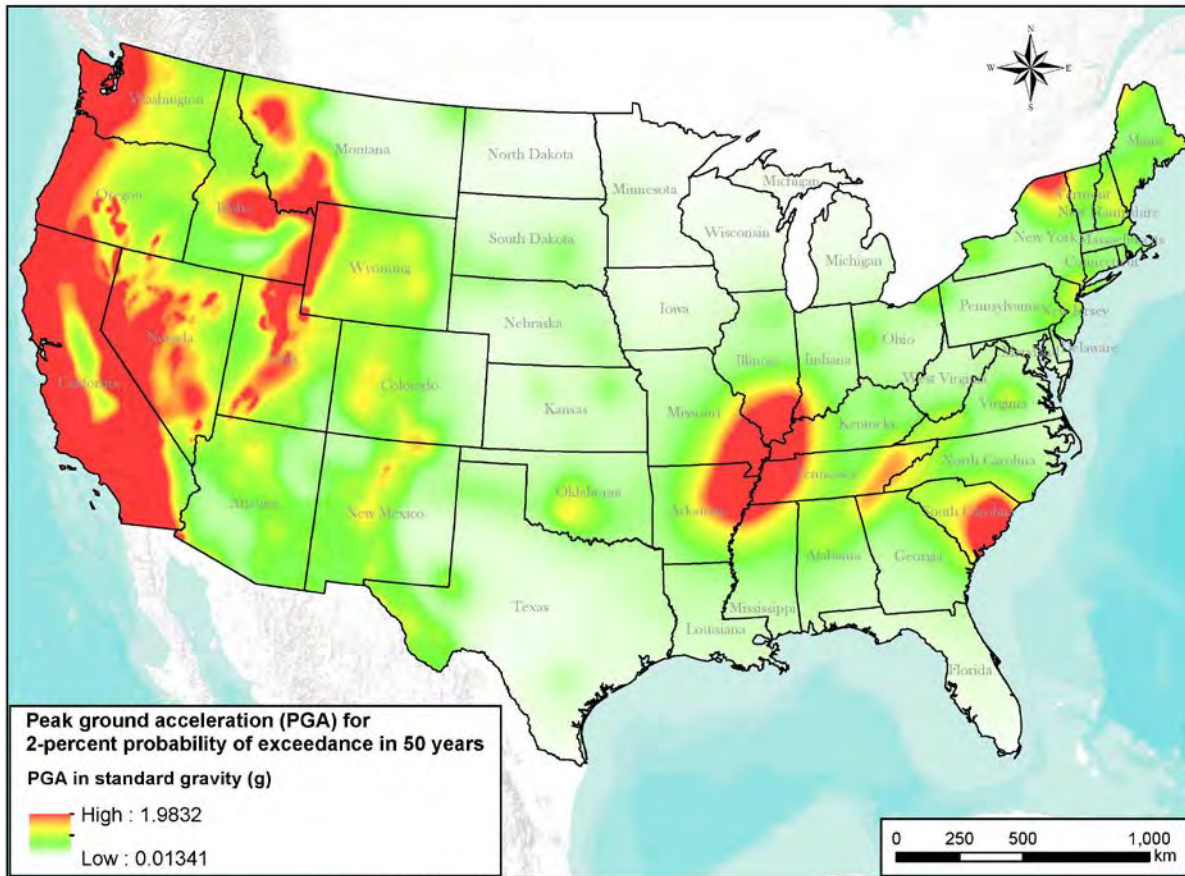 N
W E
S
Washington
Montana
North Dakota
Minnesota
Michigan
Maine
Oregon
Idaho
Wisconsin
Vermont
New Hampshire
South Dakota
Michigan
New York
Massachusetts
Wyoming
Connecticut
Iowa
Pennsylvania
New Jersey
Nebraska
Nevada
Utah
Illinois
Indiana
Ohio
Maryland
Delaware
California
Colorado
Kansas
Missouri
West Virginia
Virginia
Kentucky
Arizona
New Mexico
Oklahoma
Arkansas
Tennessee
North Carolina
South Carolina
Texas
Louisiana
Mississippi
Alabama
Georgia
Florida
Peak ground acceleration (PGA) for
2-percent probability of exceedance in 50 years
PGA in standard gravity (g)
High : 1.9832
Low : 0.01341
0 250 500 1,000
km